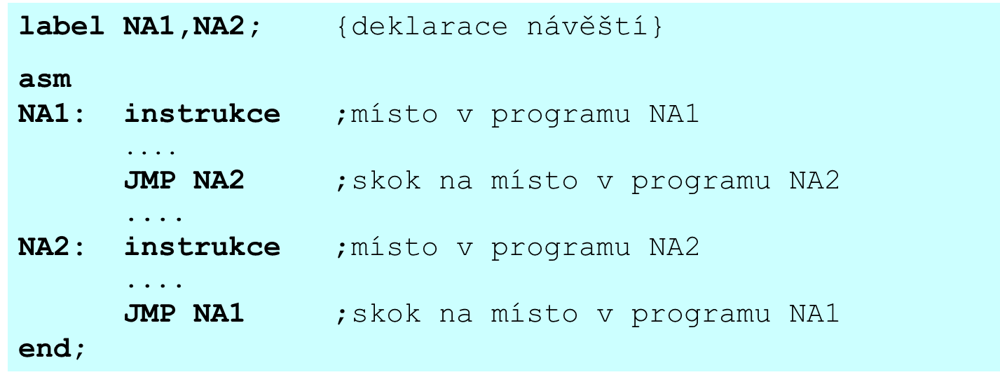 label NA1,NA2; {deklarace návěští}
asm
NA1: instrukce ;místo v programu NA1
....
JMP NA2 ;skok na místo v programu NA2
....
NA2: instrukce ;místo v programu NA2
....
JMP NA1 ;skok na místo v programu NA1
end;